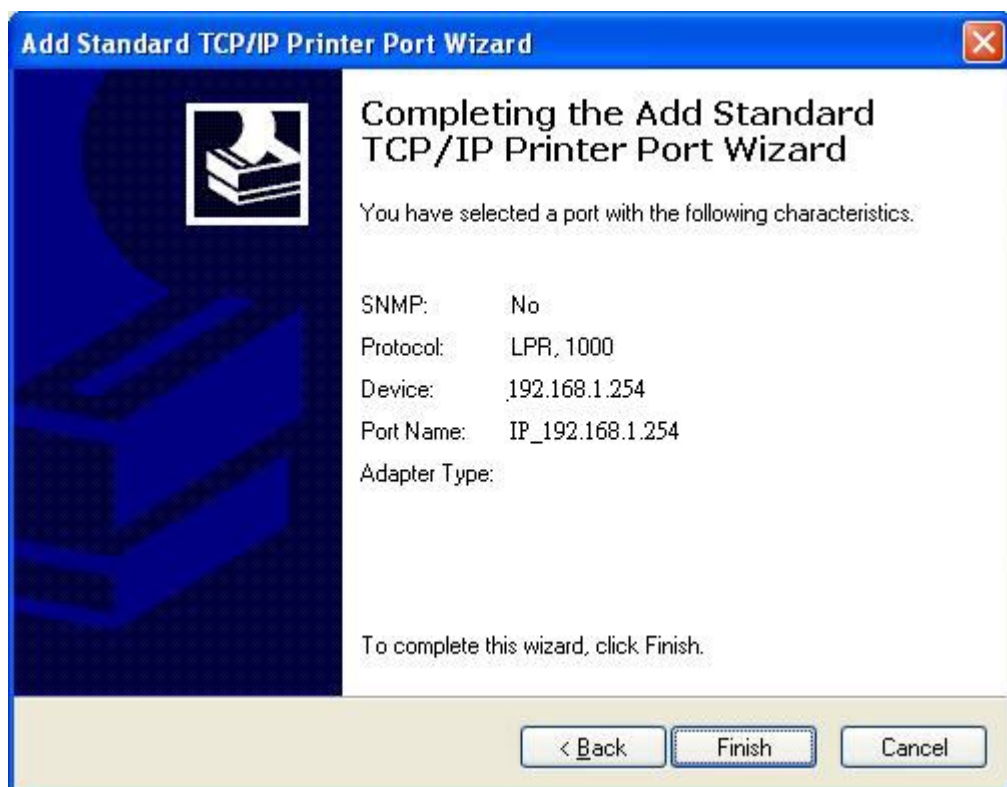 Add Standard TCP/IP Printer Port Wizard
Completing the Add Standard
TCP/IP Printer Port Wizard
You have selected a port with the following characteristics.
SNMP: No
Protocol: LPR, 1000
Device: 192.168.1.254
Port Name: IP_192.168.1.254
Adapter Type:
To complete this wizard, click Finish.
< Back Finish Cancel